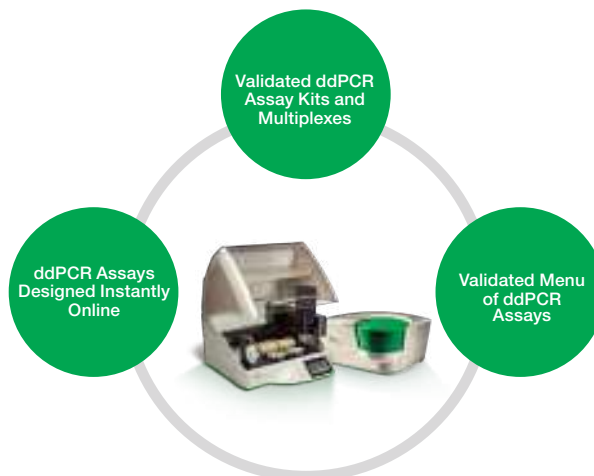 Validated ddPCR
Assay Kits and
Multiplexes
ddPCR Assays
Designed Instantly
Online
Validated Menu
of ddPCR
Assays